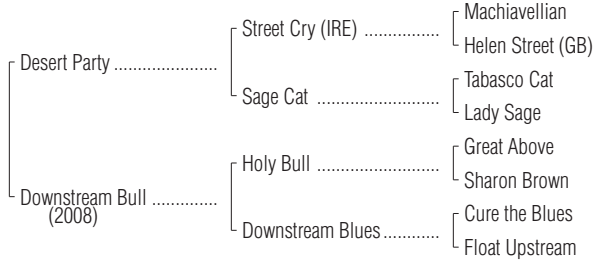 Machiavellian
Street Cry (IRE) ................
Helen Street (GB)
Desert Party ......................
Tabasco Cat
Sage Cat ..........................
Lady Sage
Great Above
Holy Bull ..........................
Sharon Brown
Downstream Bull ..............
(2008)
Cure the Blues
Downstream Blues ............
Float Upstream